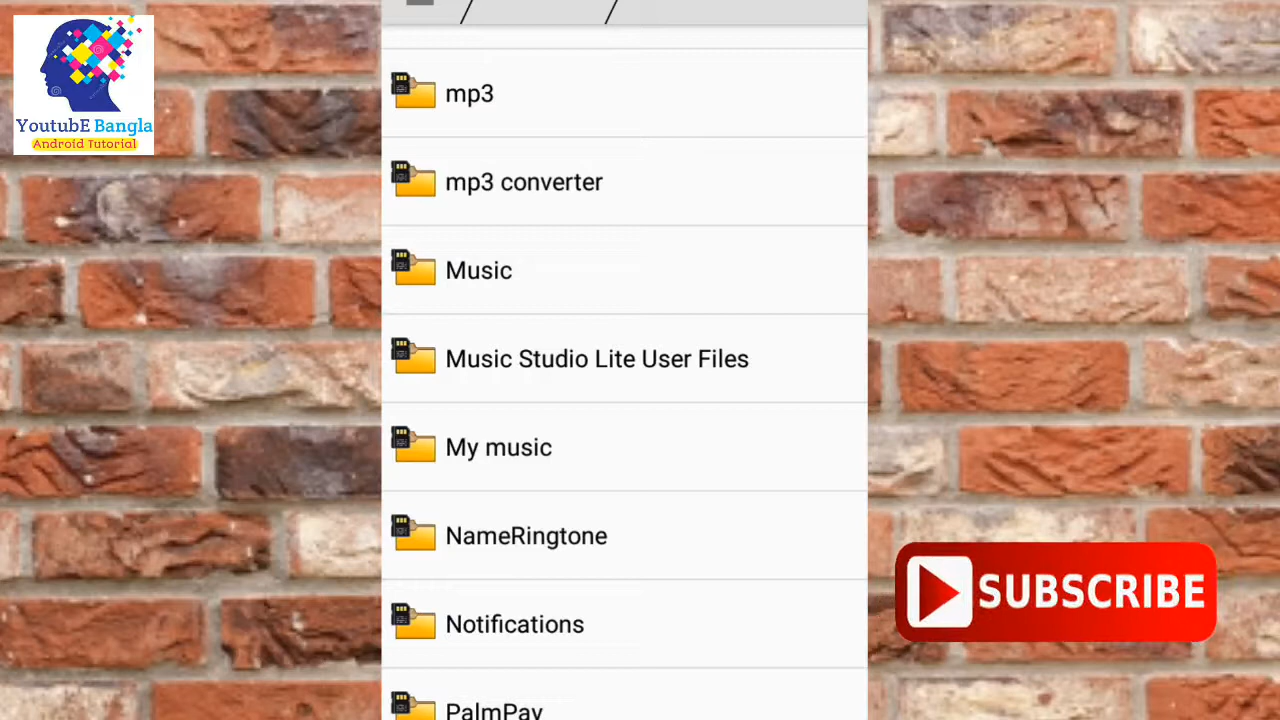 YoutubE Bangla
Android Tutorial
mp3
mp3 converter
Music
Music Studio Lite User Files
My music
NameRingtone
Notifications
PalmPay
SUBSCRIBE